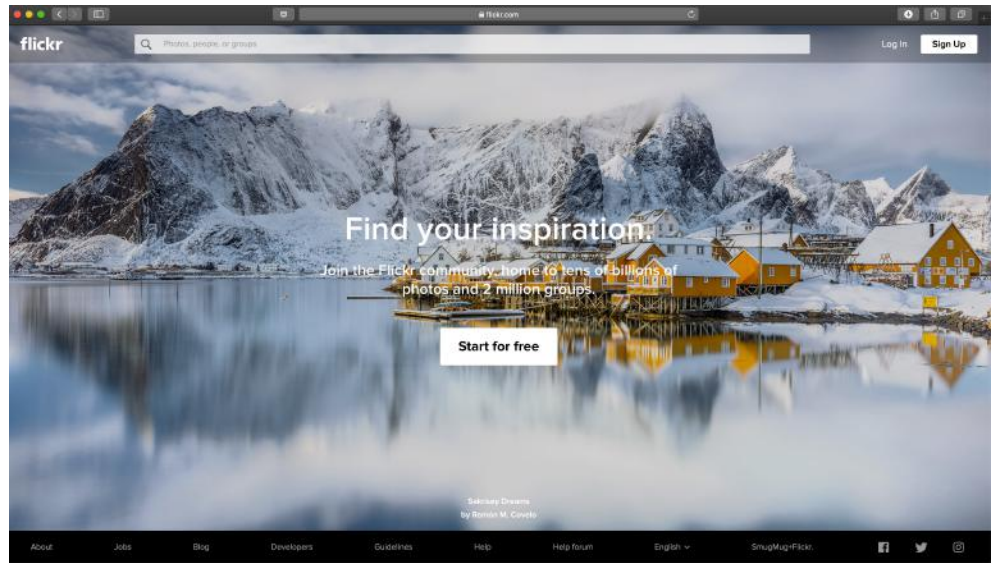 flickr.com
flickr
Photos, people, or groups
Log In
Sign Up
Find your inspiration.
Join the Flickr community, home to tens of billions of
photos and 2 million groups.
Start for free
Sakrisøy Dreams
by Román M. Covelo
About
Jobs
Blog
Developers
Guidelines
Help
Help forum
English
SmugMug+Flickr.